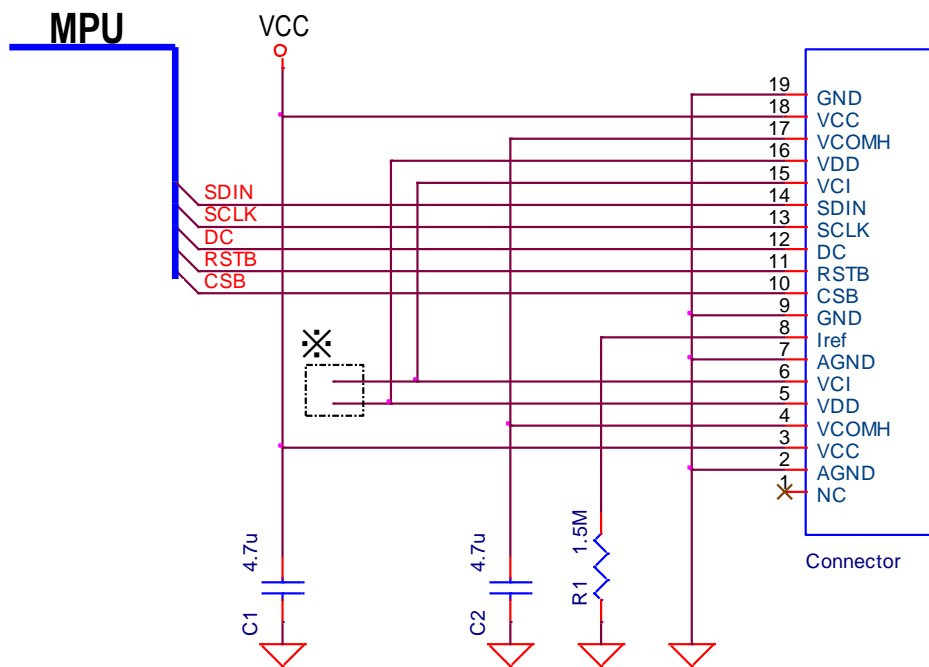 MPU
VCC
19
GND
18
VCC
17
VCOMH
16
VDD
15
VCI
SDIN
14
SDIN
SCLK
13
SCLK
DC
12
DC
RSTB
11
RSTB
CSB
10
CSB
9
GND
8
Iref
※
7
AGND
6
VCI
5
VDD
4
VCOMH
3
VCC
2
AGND
1
NC
Connector
4.7u
C1
4.7u
C2
1.5M
R1